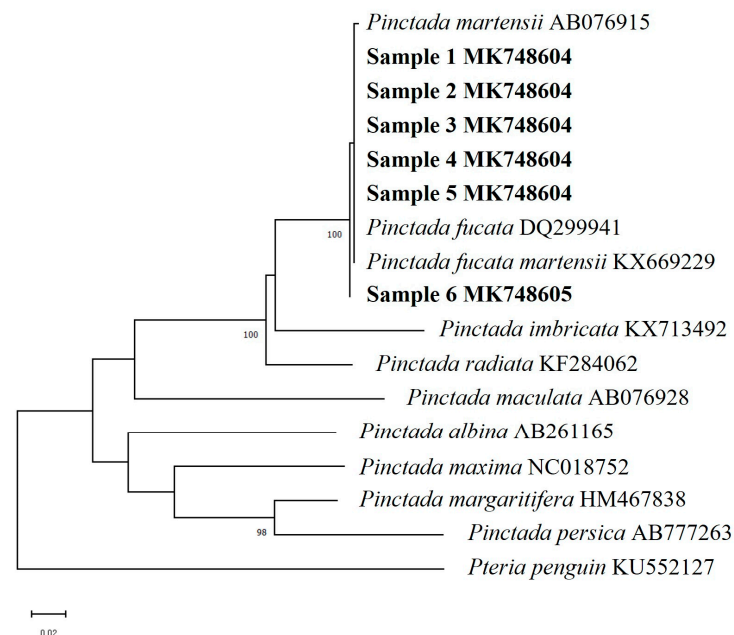 Pinctada martensii AB076915
Sample 1 MK748604
Sample 2 MK748604
Sample 3 MK748604
Sample 4 MK748604
Sample 5 MK748604
Pinctada fucata DQ299941
100
Pinctada fucata martensii KX669229
Sample 6 MK748605
Pinctada imbricata KX713492
100
Pinctada radiata KF284062
Pinctada maculata AB076928
Pinctada albina AB261165
Pinctada maxima NC018752
Pinctada margaritifera HM467838
98
Pinctada persica AB777263
Pteria penguin KU552127
0.02